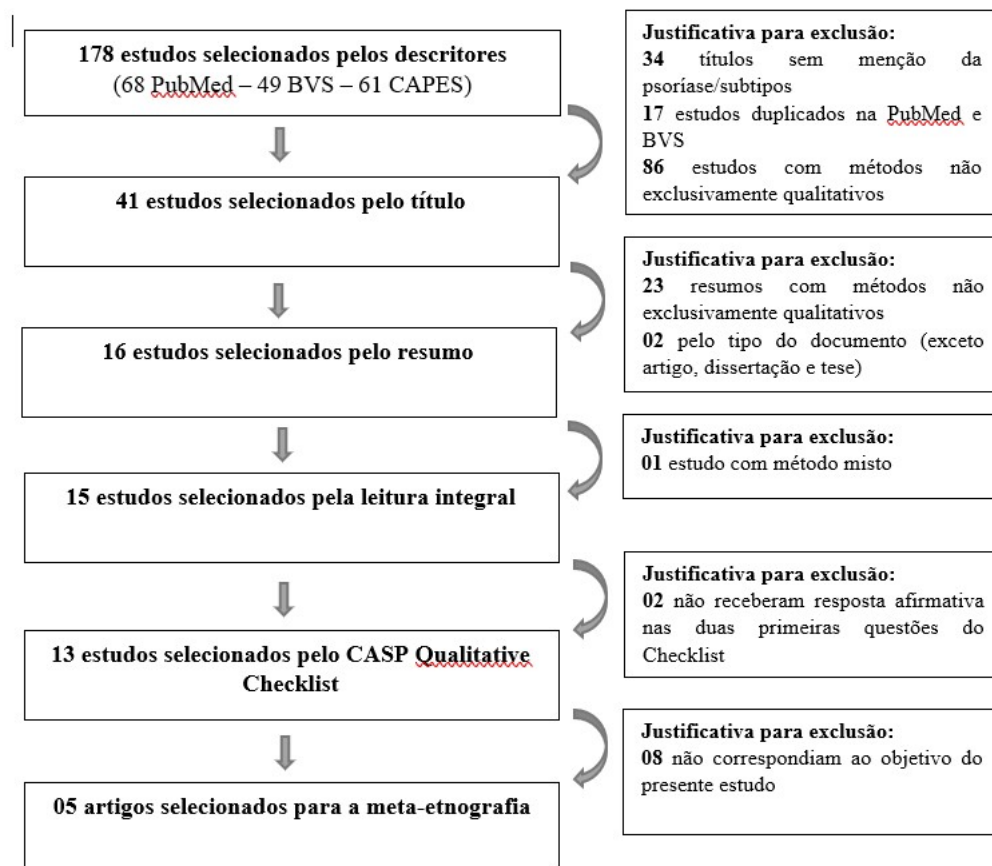 178 estudos selecionados pelos descritores
(68 PubMed – 49 BVS – 61 CAPES)
Justificativa para exclusão:
34 títulos sem menção da
psoríase/subtipos
17 estudos duplicados na PubMed e
BVS
86 estudos com métodos não
exclusivamente qualitativos
41 estudos selecionados pelo título
Justificativa para exclusão:
23 resumos com métodos não
exclusivamente qualitativos
02 pelo tipo do documento (exceto
artigo, dissertação e tese)
16 estudos selecionados pelo resumo
Justificativa para exclusão:
01 estudo com método misto
15 estudos selecionados pela leitura integral
Justificativa para exclusão:
02 não receberam resposta afirmativa
nas duas primeiras questões do
Checklist
13 estudos selecionados pelo CASP Qualitative
Checklist
Justificativa para exclusão:
08 não correspondiam ao objetivo do
presente estudo
05 artigos selecionados para a meta-etnografia